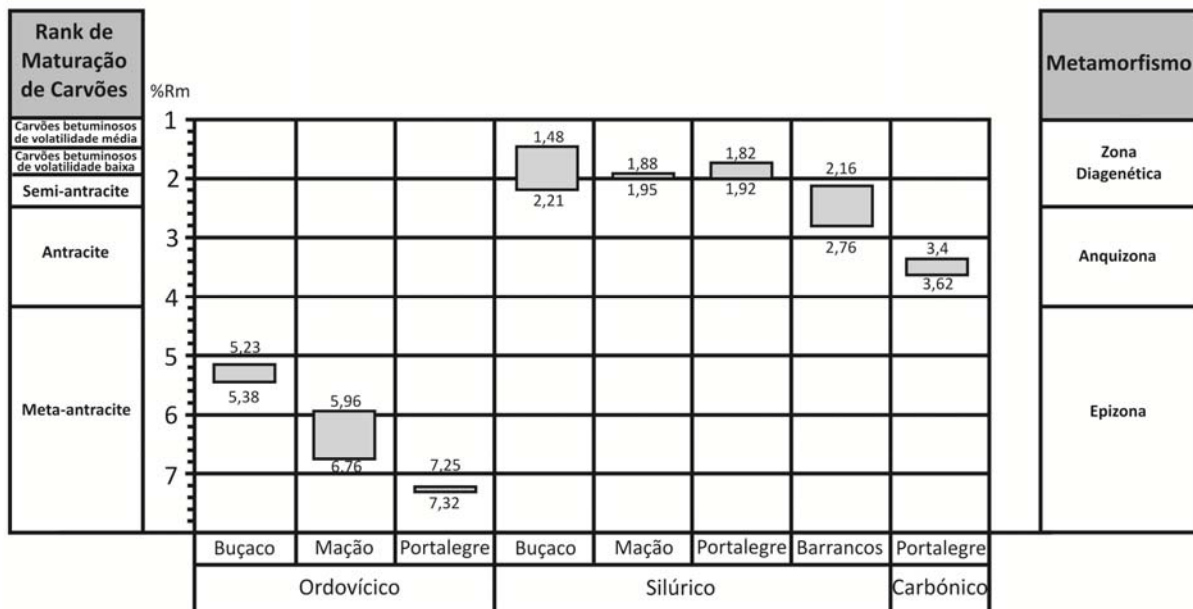 Rank de
Maturação
de Carvões
%Rm
Metamorfismo
Carvões betuminosos
de volatilidade média
Carvões betuminosos
de volatilidade baixa
Semi-antracite
Antracite
Meta-antracite
1
2
3
4
5
6
7
5,23
5,38
5,96
6,76
7,25
7,32
1,48
2,21
1,88
1,95
1,82
1,92
2,16
2,76
3,4
3,62
Zona
Diagenética
Anquizona
Epizona
Buçaco
Mação
Portalegre
Buçaco
Mação
Portalegre
Barrancos
Portalegre
Ordovícico
Silúrico
Carbónico